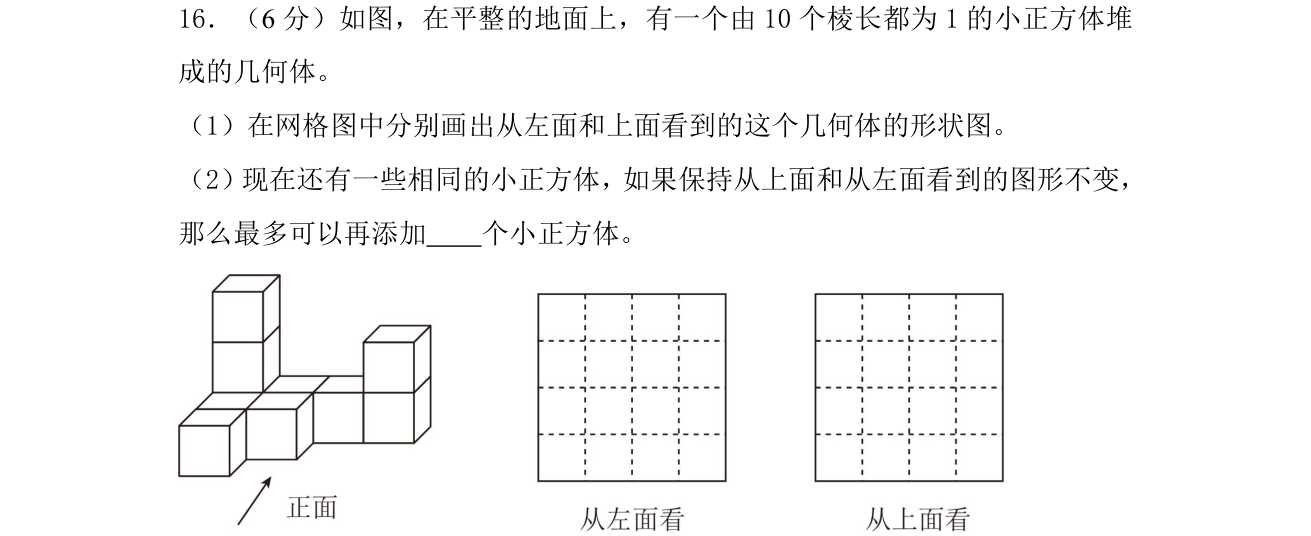 16．（6 分）如图，在平整的地面上，有一个由 10 个棱长都为 1 的小正方体堆
成的几何体。
（1）在网格图中分别画出从左面和上面看到的这个几何体的形状图。
（2）现在还有一些相同的小正方体，如果保持从上面和从左面看到的图形不变，
那么最多可以再添加____个小正方体。
正面
从左面看
从上面看